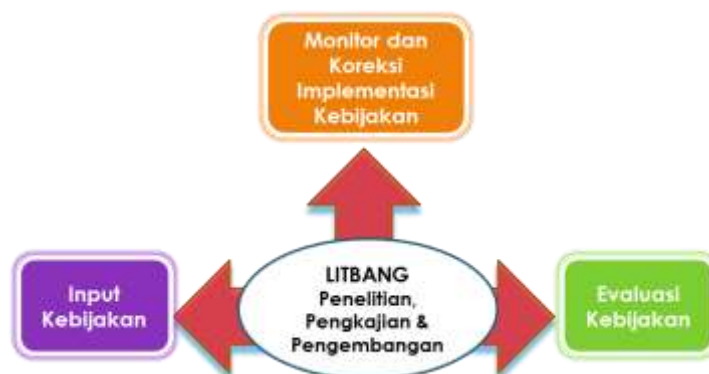 Monitor dan
Koreksi
Implementasi
Kebijakan
Input
Kebijakan
LITBANG
Penelitian,
Pengkajian &
Pengembangan
Evaluasi
Kebijakan